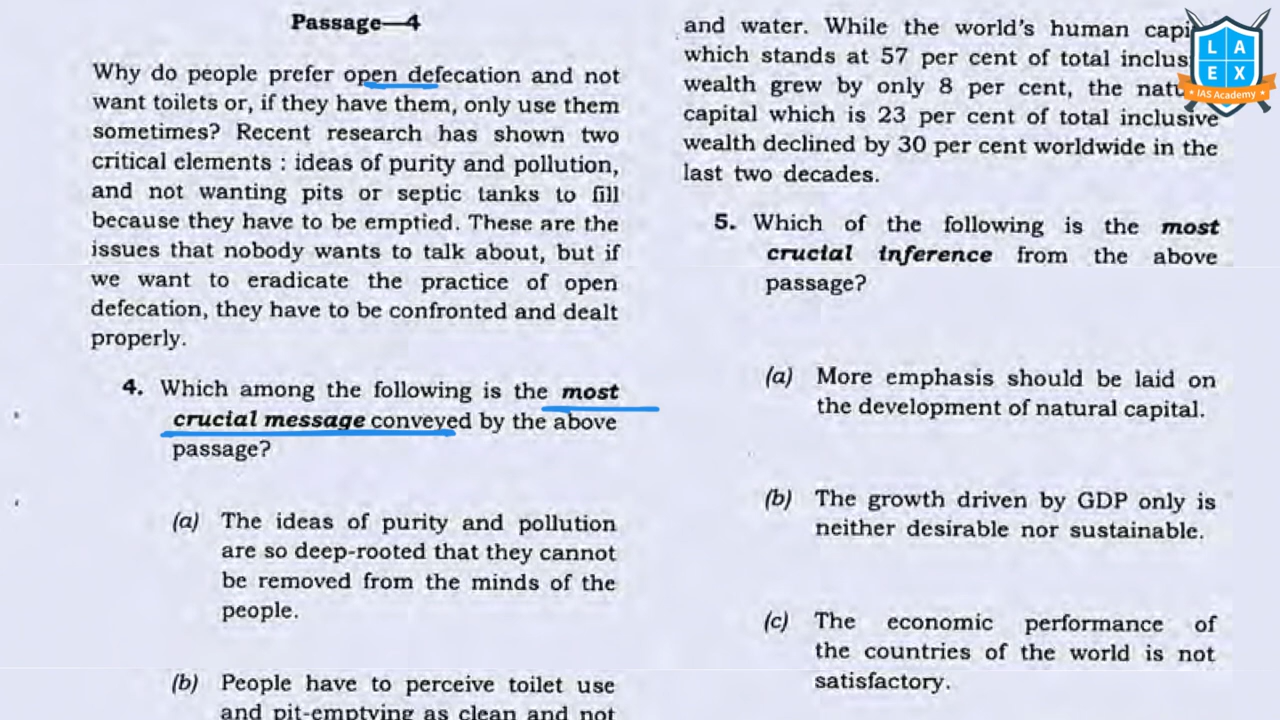 Passage—4
Why do people prefer open defecation and not
want toilets or, if they have them, only use them
sometimes? Recent research has shown two
critical elements : ideas of purity and pollution,
and not wanting pits or septic tanks to fill
because they have to be emptied. These are the
issues that nobody wants to talk about, but if
we want to eradicate the practice of open
defecation, they have to be confronted and dealt
properly.
4. Which among the following is the most
crucial message conveyed by the above
passage?
(a) The ideas of purity and pollution
are so deep-rooted that they cannot
be removed from the minds of the
people.
(b) People have to perceive toilet use
and pit-emptying as clean and not
and water. While the world's human
which stands at 57 per cent of total
wealth grew by only 8 per cent, the
capital which is 23 per cent of total inclusive
wealth declined by 30 per cent worldwide in the
last two decades.
5. Which of the following is the most
crucial inference from the above
passage?
(a) More emphasis should be laid on
the development of natural capital.
(b) The growth driven by GDP only is
neither desirable nor sustainable.
(c) The economic performance of
the countries of the world is not
satisfactory.
L A
E X
IAS Academy